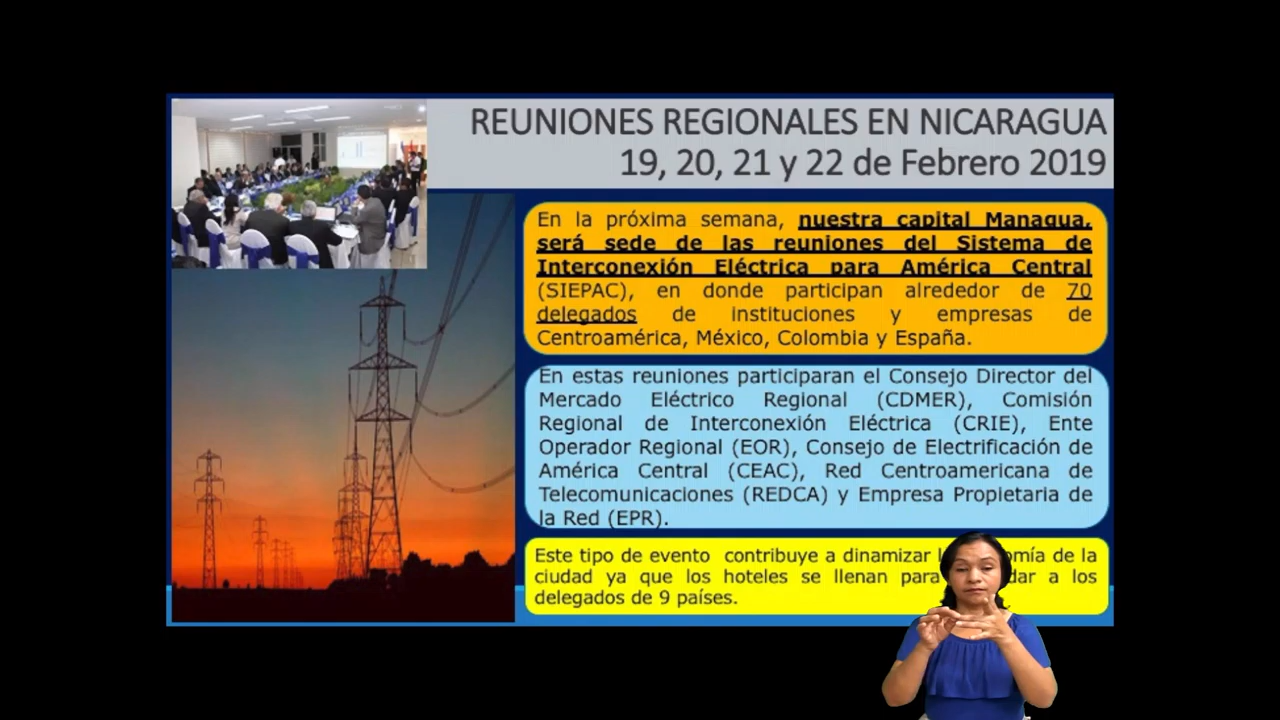 REUNIONES REGIONALES EN NICARAGUA
19, 20, 21 y 22 de Febrero 2019
En la próxima semana, nuestra capital Managua,
será sede de las reuniones del Sistema de
Interconexión Eléctrica para América Central
(SIEPAC), en donde participan alrededor de 70
delegados de instituciones y empresas de
Centroamérica, México, Colombia y España.
En estas reuniones participaran el Consejo Director del
Mercado Eléctrico Regional (CDMER), Comisión
Regional de Interconexión Eléctrica (CRIE), Ente
Operador Regional (EOR), Consejo de Electrificación de
América Central (CEAC), Red Centroamericana de
Telecomunicaciones (REDCA) y Empresa Propietaria de
la Red (EPR).
Este tipo de evento contribuye a dinamizar de la
ciudad ya que los hoteles se llenan para a los
delegados de 9 países.